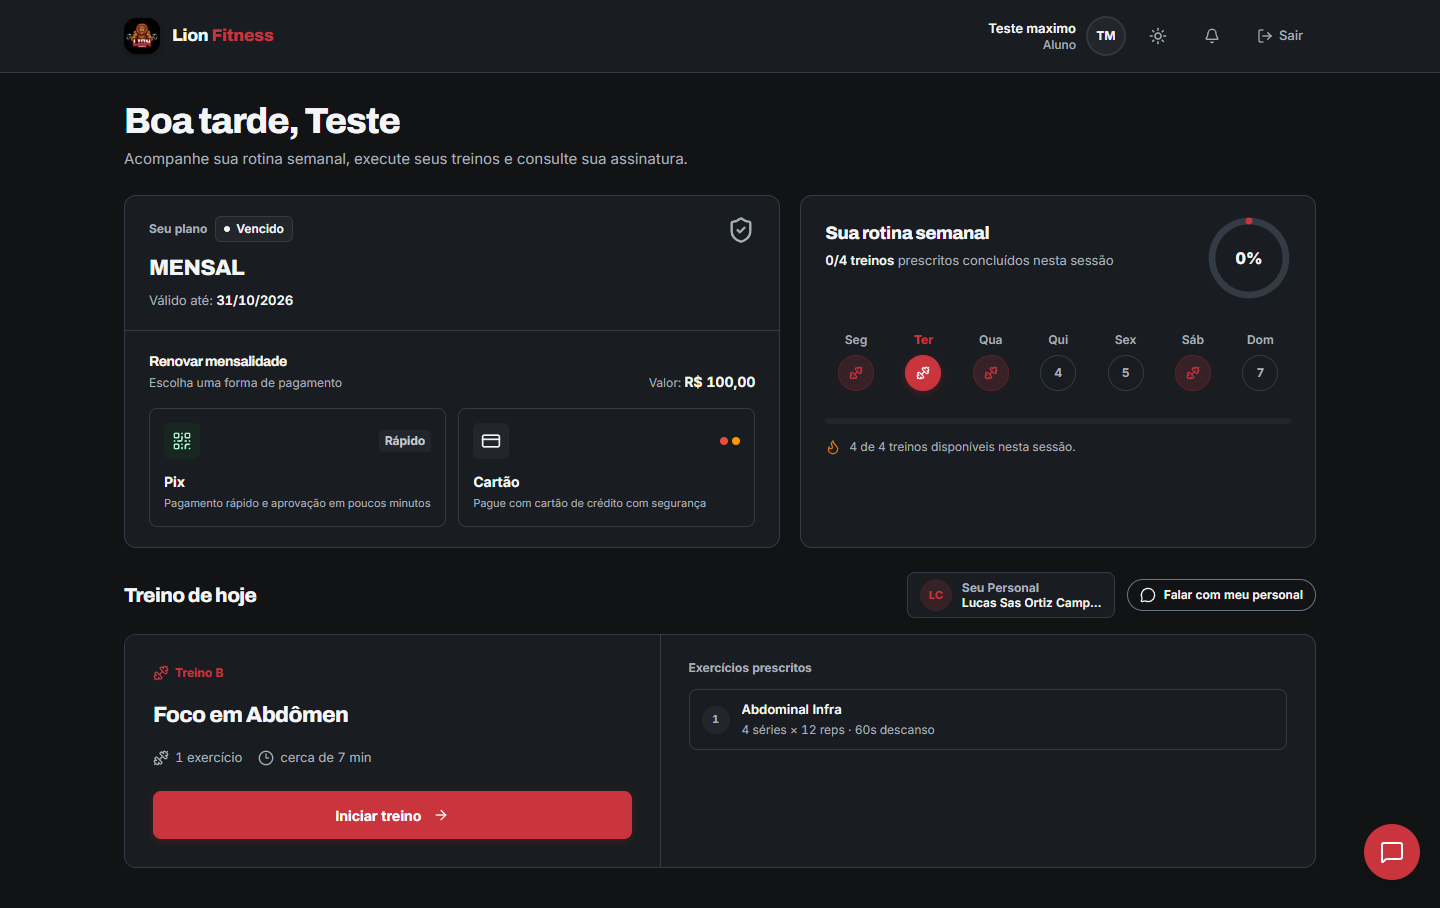 Lion Fitness
Teste maximo
Aluno
TM
Sair
Boa tarde, Teste
Acompanhe sua rotina semanal, execute seus treinos e consulte sua assinatura.
Seu plano
Vencido
MENSAL
Válido até: 31/10/2026
Renovar mensalidade
Escolha uma forma de pagamento
Valor: R$ 100,00
Rápido
Pix
Pagamento rápido e aprovação em poucos minutos
Cartão
Pague com cartão de crédito com segurança
Sua rotina semanal
0/4 treinos prescritos concluídos nesta sessão
0%
Seg Ter Qua Qui Sex Sáb Dom
4 5 7
4 de 4 treinos disponíveis nesta sessão.
Treino de hoje
LC
Seu Personal
Lucas Sas Ortiz Camp...
Falar com meu personal
Treino B
Foco em Abdômen
1 exercício cerca de 7 min
Iniciar treino
Exercícios prescritos
1
Abdominal Infra
4 séries × 12 reps · 60s descanso